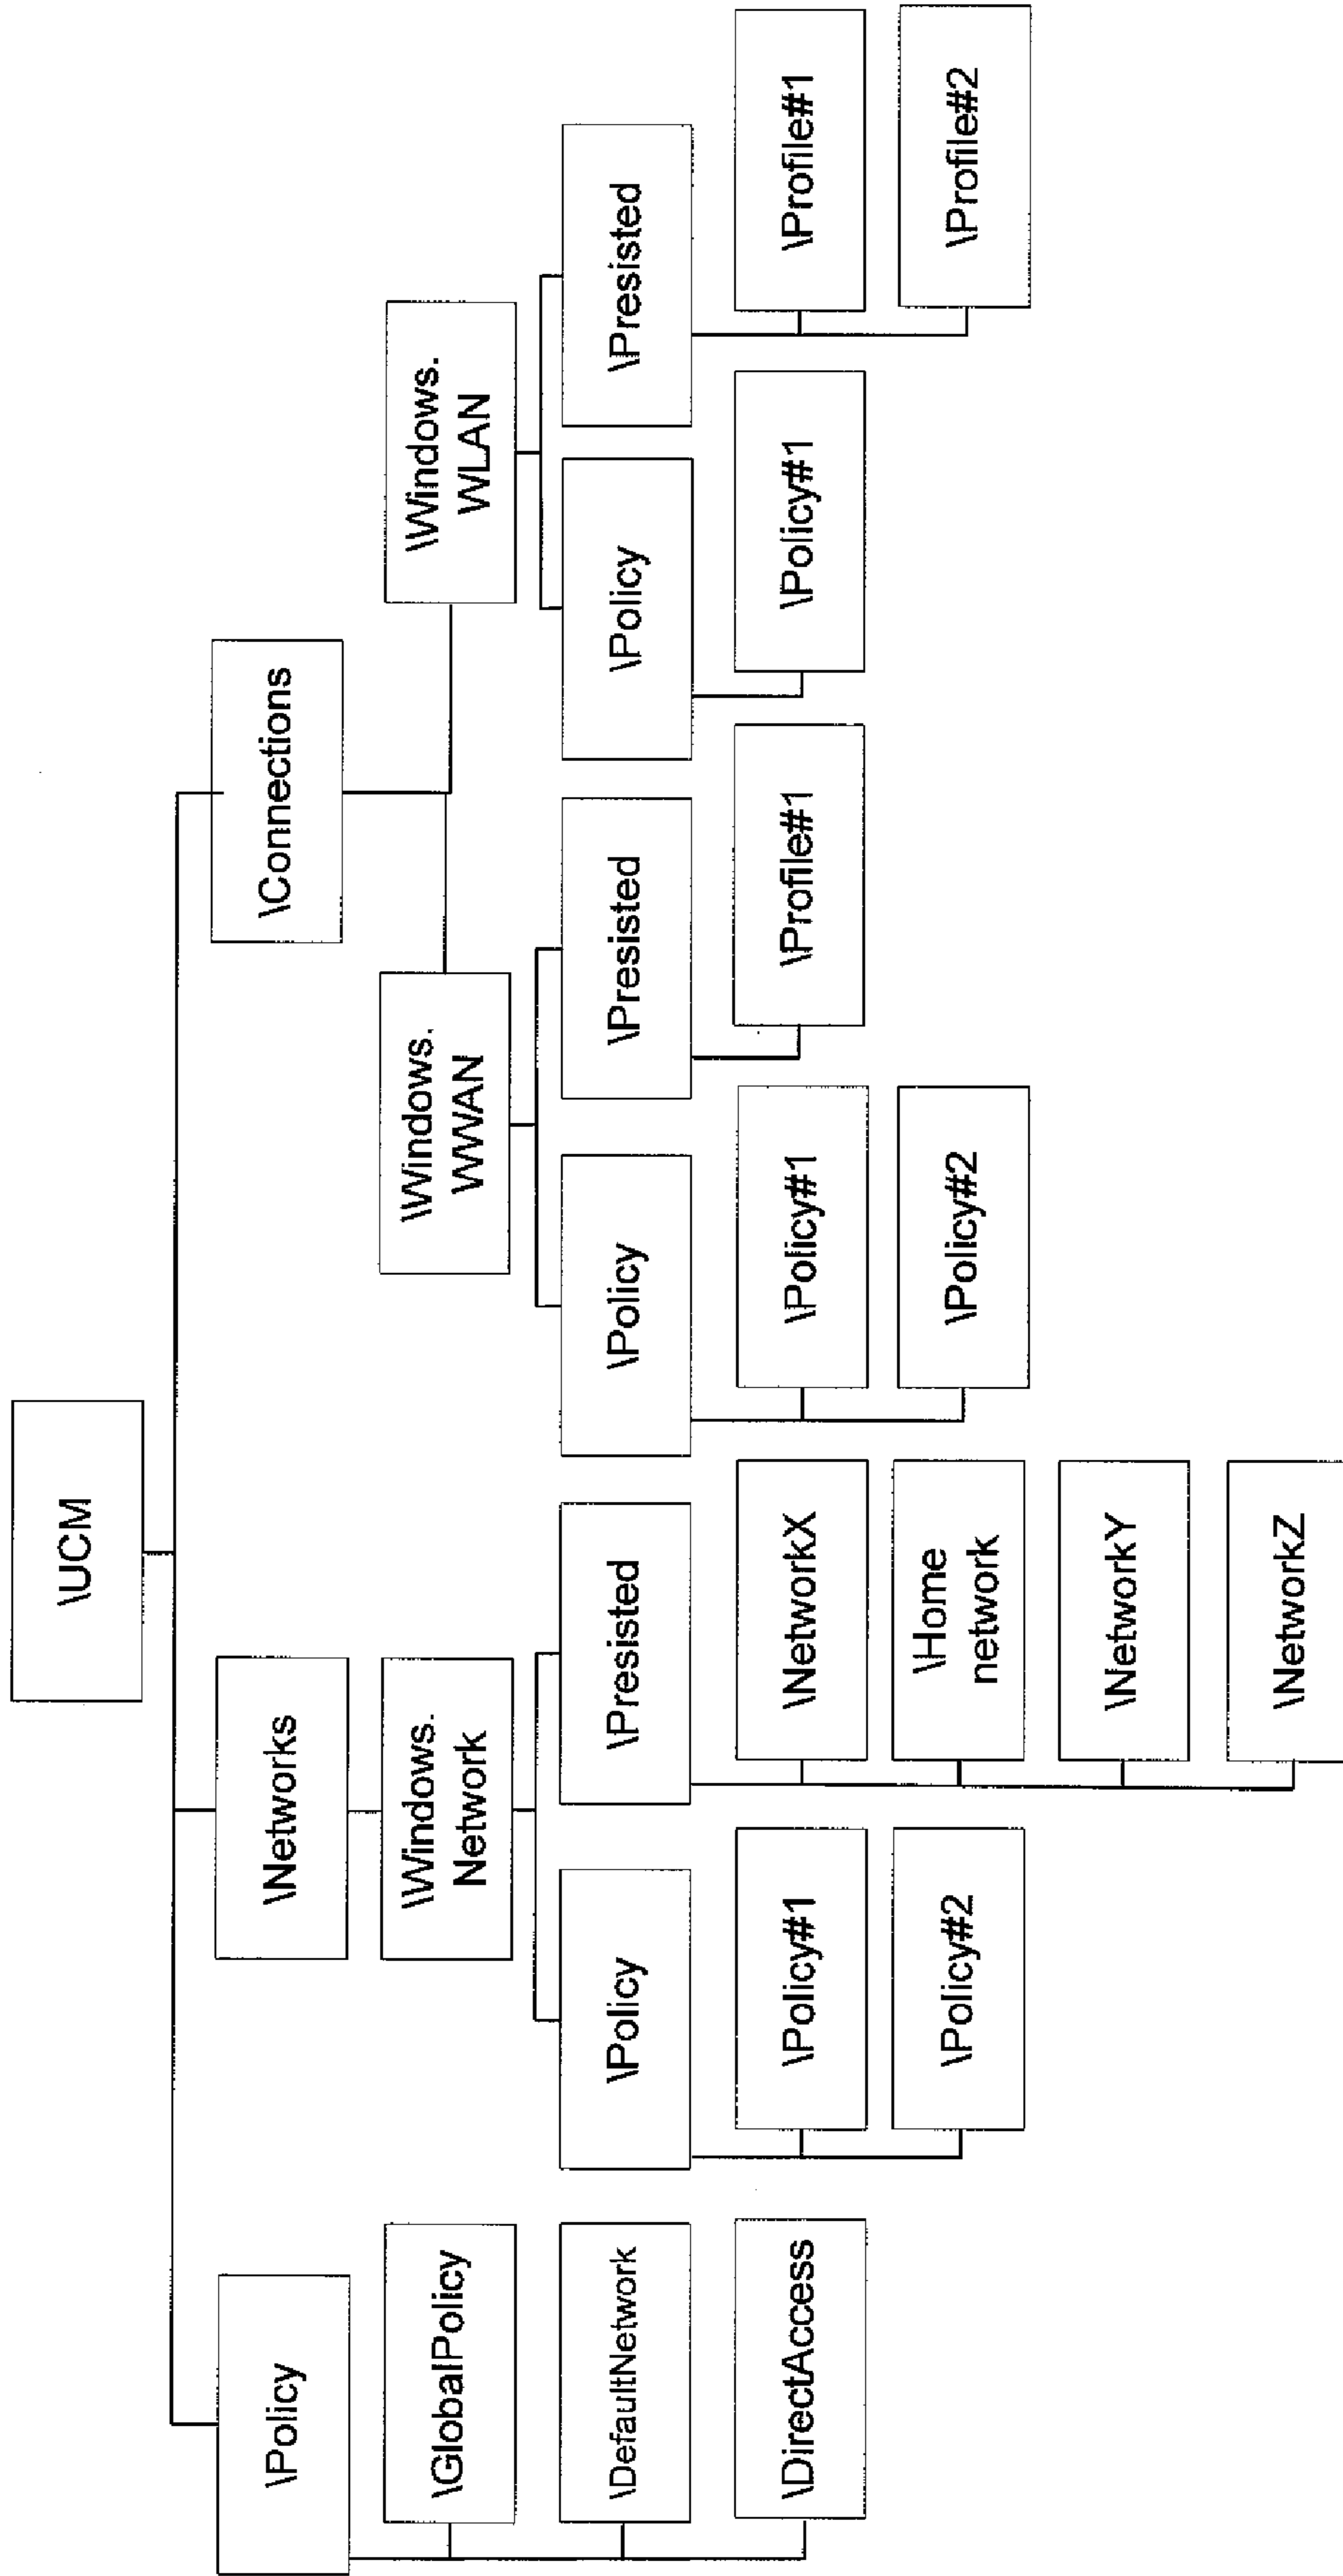 \UCM
\Policy
\Networks
\Connections
\GlobalPolicy
\DefaultNetwork
\DirectAccess
\Windows.
Network
\Policy
\Policy#1
\Policy#2
\Presisted
\NetworkX
\Home
network
\NetworkY
\NetworkZ
\Windows.
WWAN
\Policy
\Policy#1
\Policy#2
\Presisted
\Profile#1
\Windows.
WLAN
\Policy
\Policy#1
\Presisted
\Profile#1
\Profile#2